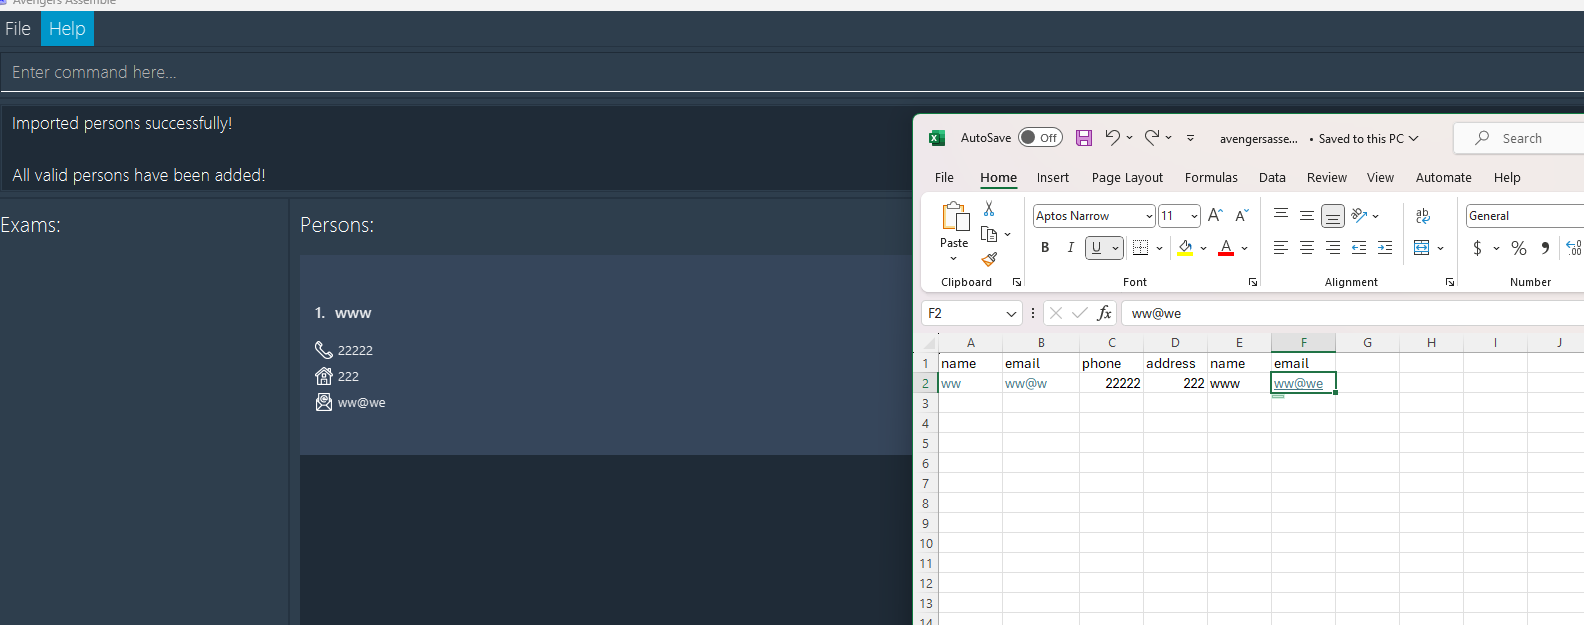 Avengers Assemble
File Help
Enter command here...
Imported persons successfully!
All valid persons have been added!
Exams:
Persons:
1. www
22222
222
ww@we
AutoSave Off avengersasse... • Saved to this PC Search
File Home Insert Page Layout Formulas Data Review View Automate Help
Paste
Aptos Narrow 11 A A
B I U A
ab
General
$ % 9 .00
Clipboard Font Alignment Number
F2 fx ww@we
A B C D E F G H I J
1 name email phone address name email
2 ww ww@w 22222 222 www ww@we
3
4
5
6
7
8
9
10
11
12
13
14